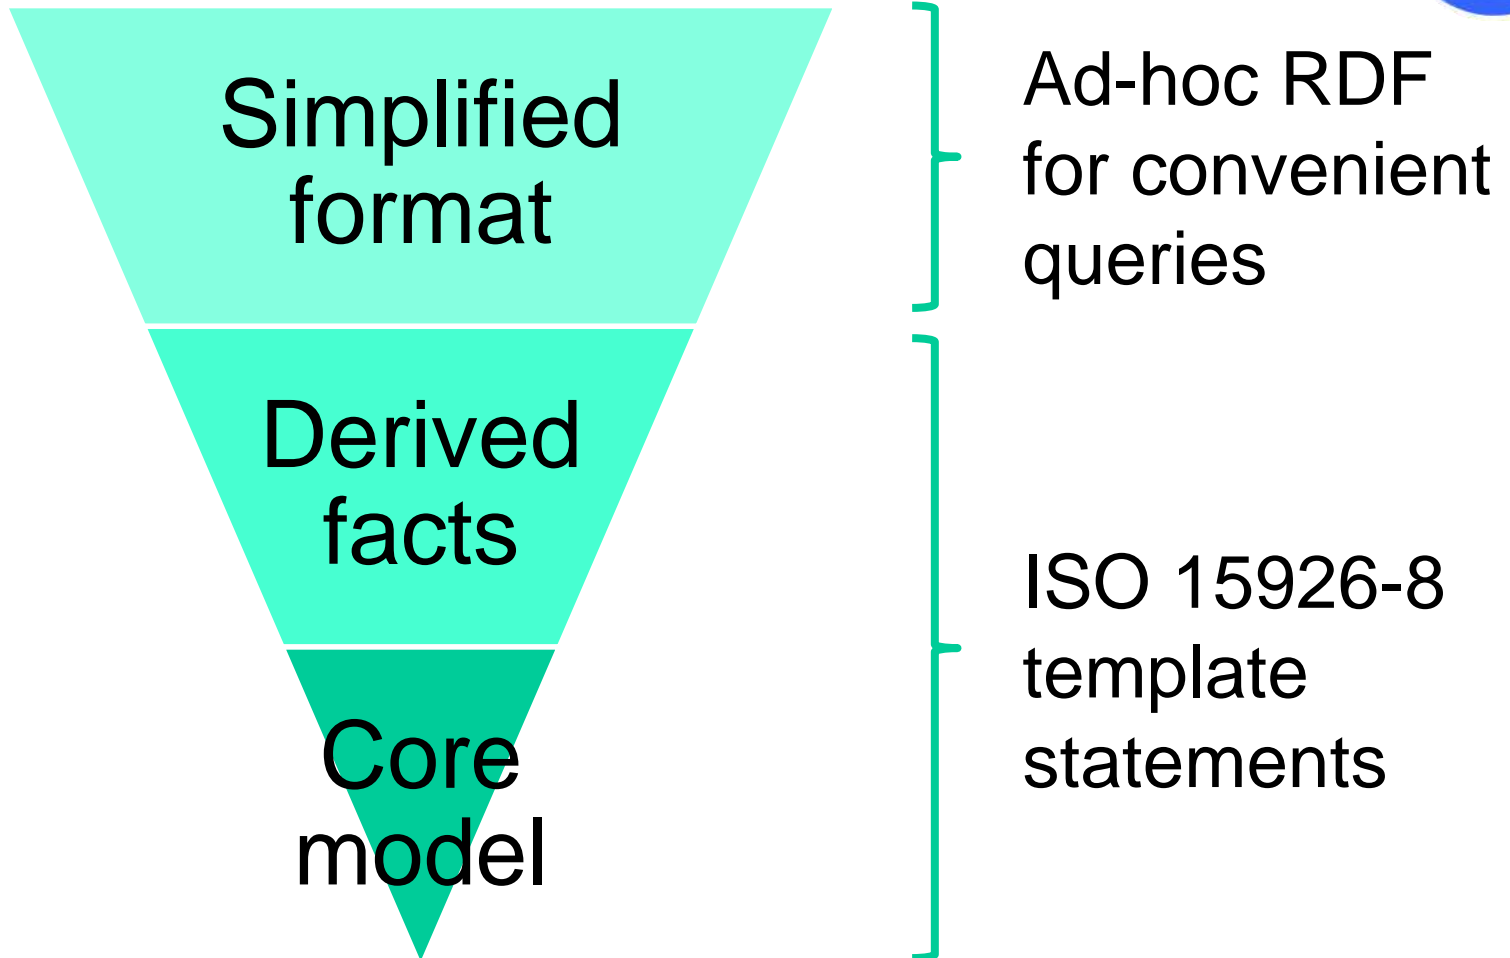 Simplified
format
Ad-hoc RDF
for convenient
queries
Derived
facts
Core
model
ISO 15926-8
template
statements